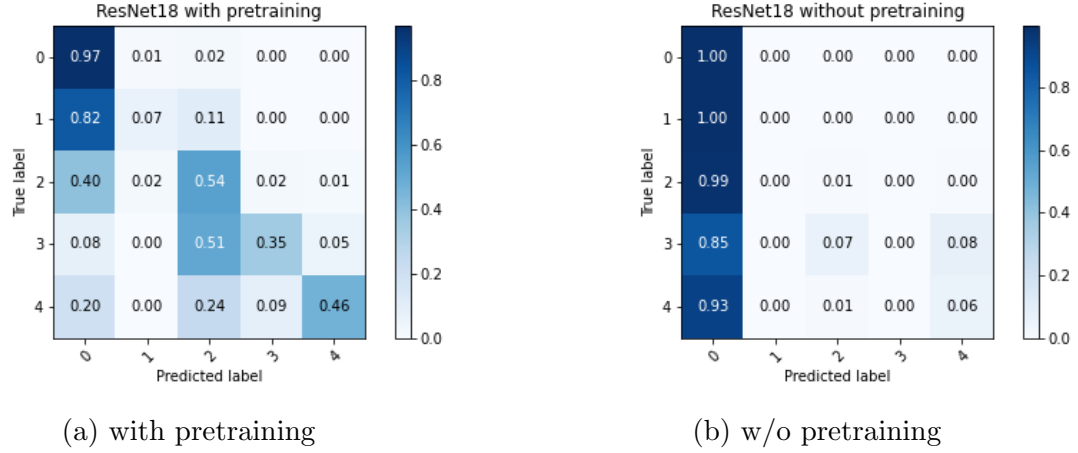 ResNet18 with pretraining
True label
0 0.97 0.01 0.02 0.00 0.00
1 0.82 0.07 0.11 0.00 0.00
2 0.40 0.02 0.54 0.02 0.01
3 0.08 0.00 0.51 0.35 0.05
4 0.20 0.00 0.24 0.09 0.46
0 1 2 3 4
Predicted label
0.8
0.6
0.4
0.2
0.0
(a) with pretraining
ResNet18 without pretraining
True label
0 1.00 0.00 0.00 0.00 0.00
1 1.00 0.00 0.00 0.00 0.00
2 0.99 0.00 0.01 0.00 0.00
3 0.85 0.00 0.07 0.00 0.08
4 0.93 0.00 0.01 0.00 0.06
0 1 2 3 4
Predicted label
0.8
0.6
0.4
0.2
0.0
(b) w/o pretraining